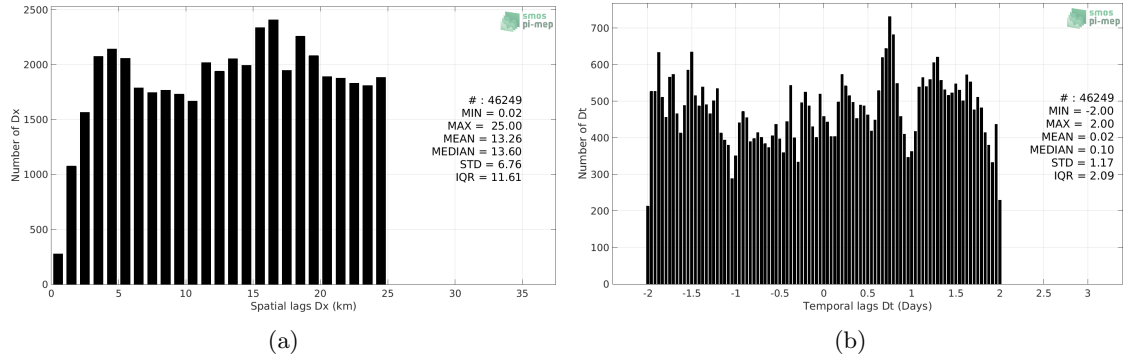 smos
pi-mep
Number of Dx
2500
2000
1500
1000
500
0
# : 46249
MIN = 0.02
MAX = 25.00
MEAN = 13.26
MEDIAN = 13.60
STD = 6.76
IQR = 11.61
0 5 10 15 20 25 30 35
Spatial lags Dx (km)
(a)
smos
pi-mep
Number of Dt
700
600
500
400
300
200
100
0
# : 46249
MIN = -2.00
MAX = 2.00
MEAN = 0.02
MEDIAN = 0.10
STD = 1.17
IQR = 2.09
-2 -1.5 -1 -0.5 0 0.5 1 1.5 2 2.5 3
Temporal lags Dt (Days)
(b)